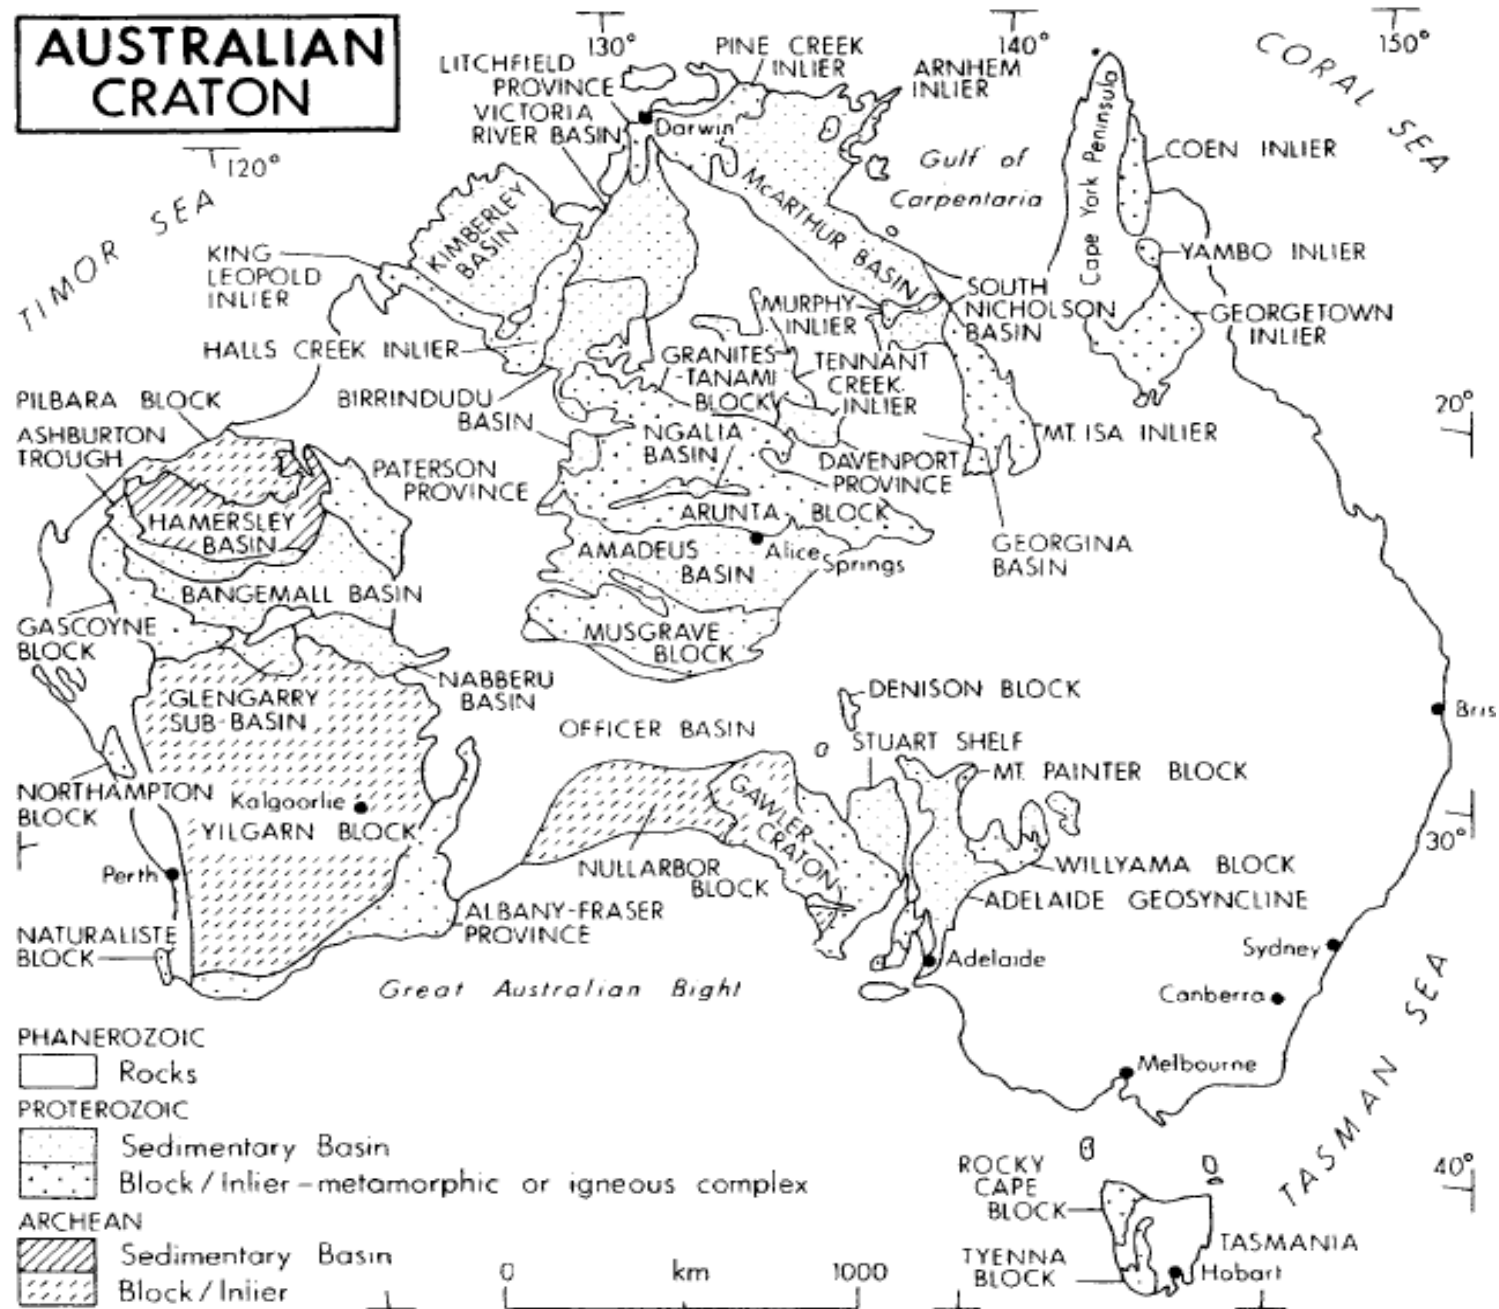 AUSTRALIAN
CRATON
130°
140°
150°
120°
LITCHFIELD
PROVINCE
VICTORIA
RIVER BASIN
PINE CREEK
INLIER
ARNHEM
INLIER
Darwin
CORAL SEA
Gulf of
Carpentaria
Cape York Peninsula
COEN INLIER
YAMBO INLIER
GEORGETOWN
INLIER
TIMOR SEA
KIMBERLEY
BASIN
McARTHUR BASIN
KING
LEOPOLD
INLIER
HALLS CREEK INLIER
MURPHY
INLIER
SOUTH
NICHOLSON
BASIN
BIRRINDUDU
BASIN
GRANITES
-TANAMI
BLOCK
TENNANT
CREEK
INLIER
20°
PILBARA BLOCK
ASHBURTON
TROUGH
PATERSON
PROVINCE
NGALIA
BASIN
MT. ISA INLIER
DAVENPORT
PROVINCE
HAMERSLEY
BASIN
ARUNTA BLOCK
GEORGINA
BASIN
AMADEUS
BASIN
Alice
Springs
BANGEMALL BASIN
GASCOYNE
BLOCK
MUSGRAVE
BLOCK
NABBERU
BASIN
GLENGARRY
SUB-BASIN
DENISON BLOCK
Bris
OFFICER BASIN
STUART SHELF
MT. PAINTER BLOCK
NORTHAMPTON
BLOCK
Kalgoorlie
YILGARN BLOCK
GAWLER
CRATON
30°
Perth
NULLARBOR
BLOCK
WILLYAMA BLOCK
ADELAIDE GEOSYNCLINE
ALBANY-FRASER
PROVINCE
NATURALISTE
BLOCK
Adelaide
Sydney
Canberra
Great Australian Bight
Melbourne
TASMAN SEA
PHANEROZOIC
Rocks
PROTEROZOIC
Sedimentary Basin
Block/Inlier-metamorphic or igneous complex
ARCHEAN
Sedimentary Basin
Block/Inlier
0 km 1000
ROCKY
CAPE
BLOCK
40°
TYENNA
BLOCK
TASMANIA
Hobart